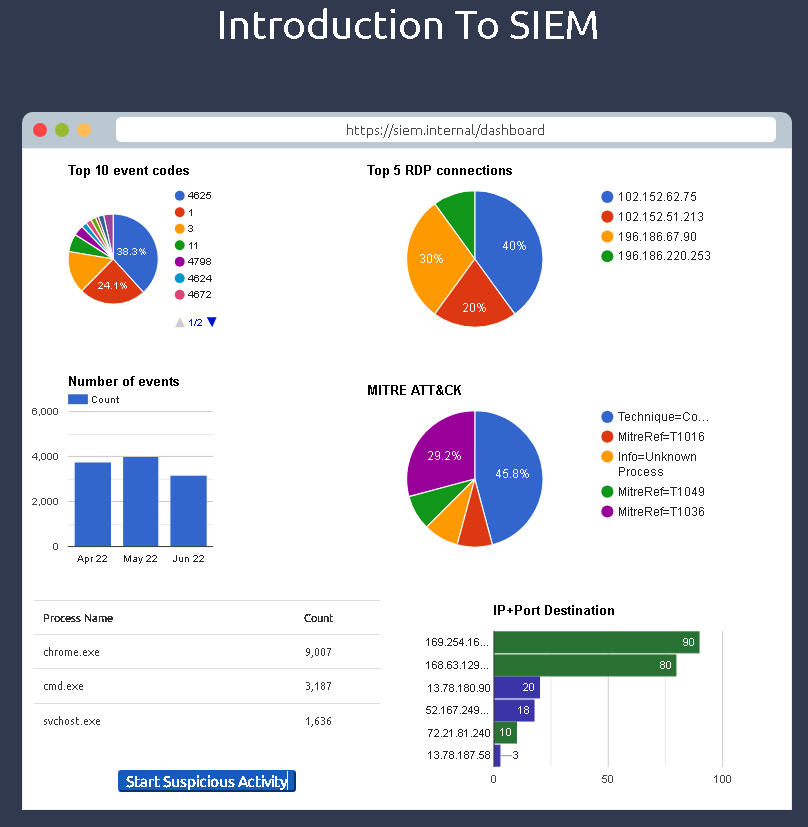 Introduction To SIEM
https://siem.internal/dashboard
Top 10 event codes
38.3%
24.1%
4625
1
3
11
4798
4624
4672
1/2
Top 5 RDP connections
40%
30%
20%
102.152.62.75
102.152.51.213
196.186.67.90
196.186.220.253
Number of events
Count
6,000
4,000
2,000
0
Apr 22 May 22 Jun 22
MITRE ATT&CK
29.2%
45.8%
Technique=Co...
MitreRef=T1016
Info=Unknown
Process
MitreRef=T1049
MitreRef=T1036
Process Name Count
chrome.exe 9,007
cmd.exe 3,187
svchost.exe 1,636
Start Suspicious Activity
IP+Port Destination
169.254.16... 90
168.63.129... 80
13.78.180.90 20
52.167.249... 18
72.21.81.240 10
13.78.187.58 3
0 50 100